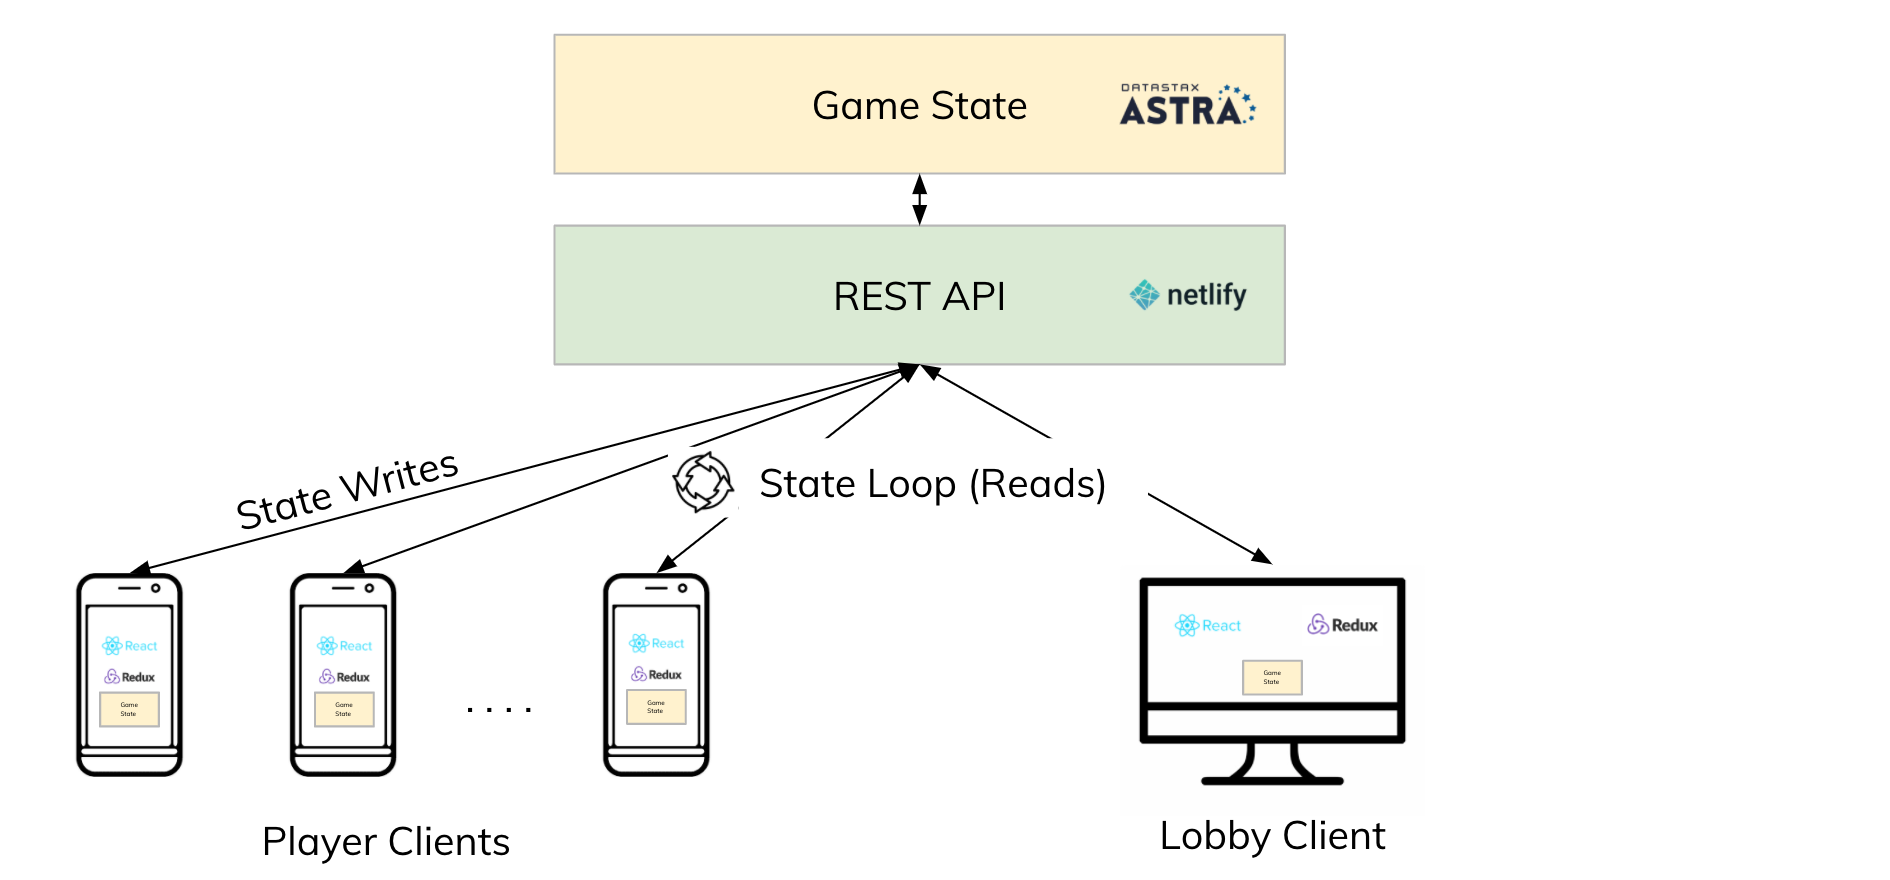 Game State
DATASTAX
ASTRA
REST API
netlify
State Writes
State Loop (Reads)
React
Redux
Game
State
React
Redux
Game
State
. . . .
React
Redux
Game
State
React
Redux
Game
State
Player Clients
Lobby Client